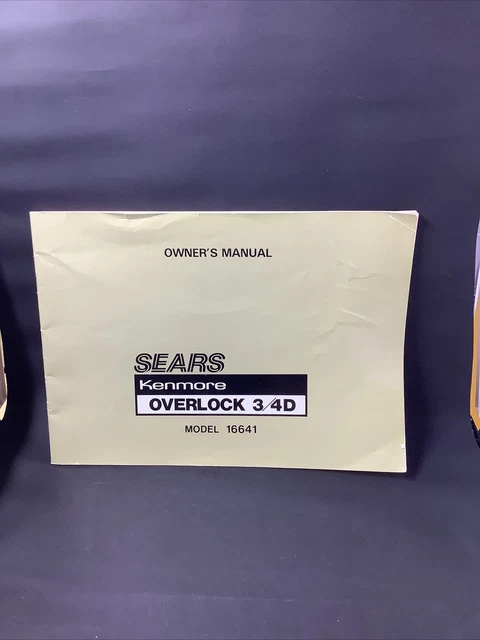 OWNER'S MANUAL
SEARS
Kenmore
OVERLOCK 3/4D
MODEL 16641